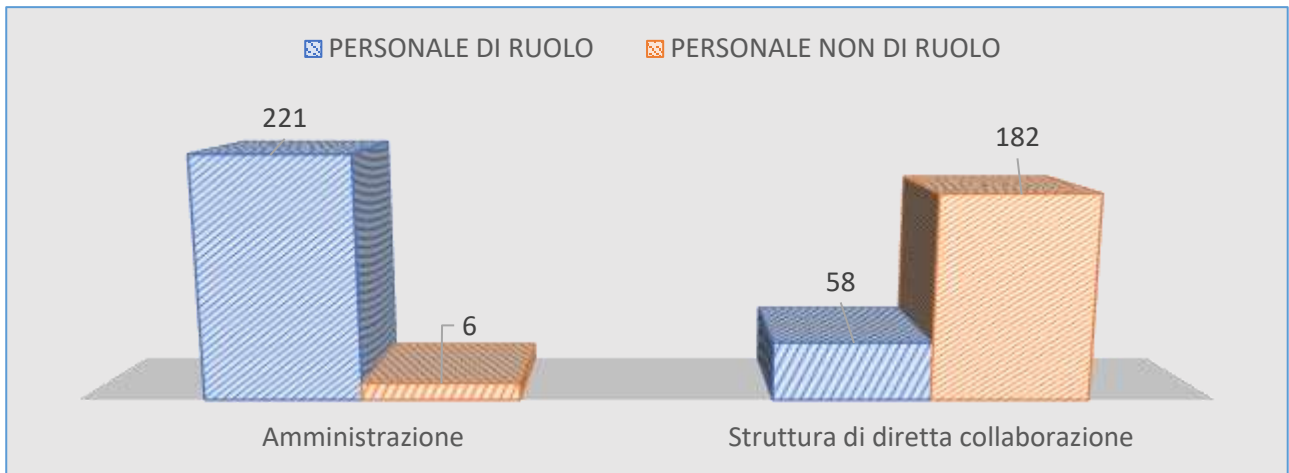 PERSONALE DI RUOLO PERSONALE NON DI RUOLO
221
182
58
6
Amministrazione Struttura di diretta collaborazione